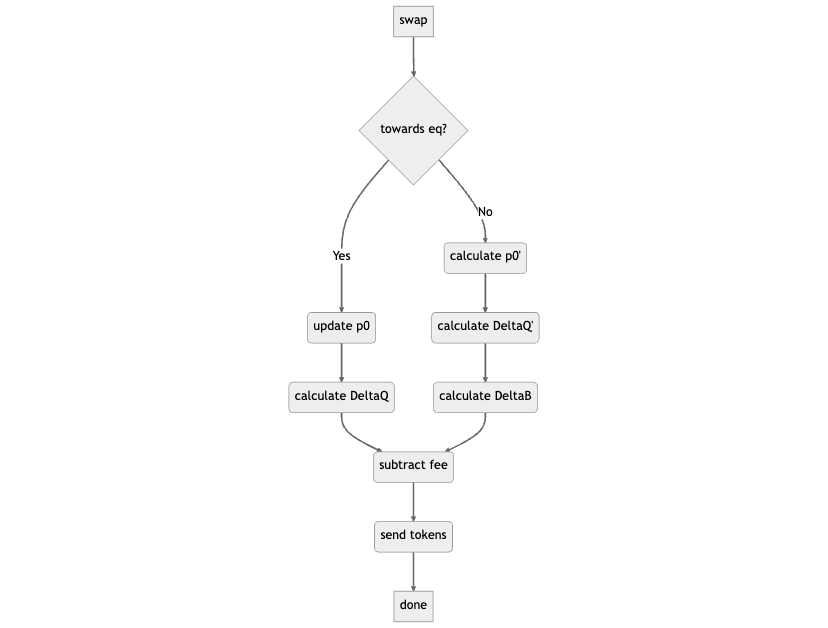 swap
towards eq?
No
Yes
calculate p0'
update p0
calculate DeltaQ'
calculate DeltaQ
calculate DeltaB
subtract fee
send tokens
done